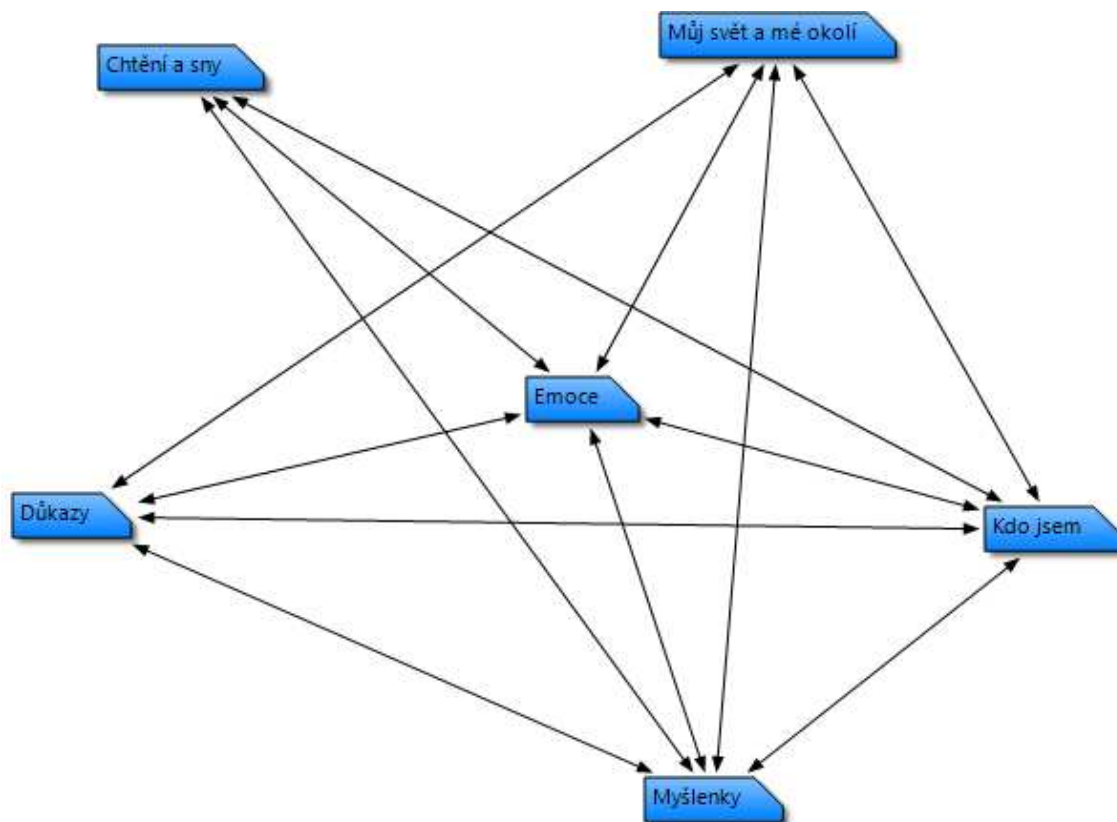 Můj svět a mé okolí
Chtění a sny
Emoce
Důkazy
Kdo jsem
Myšlenky